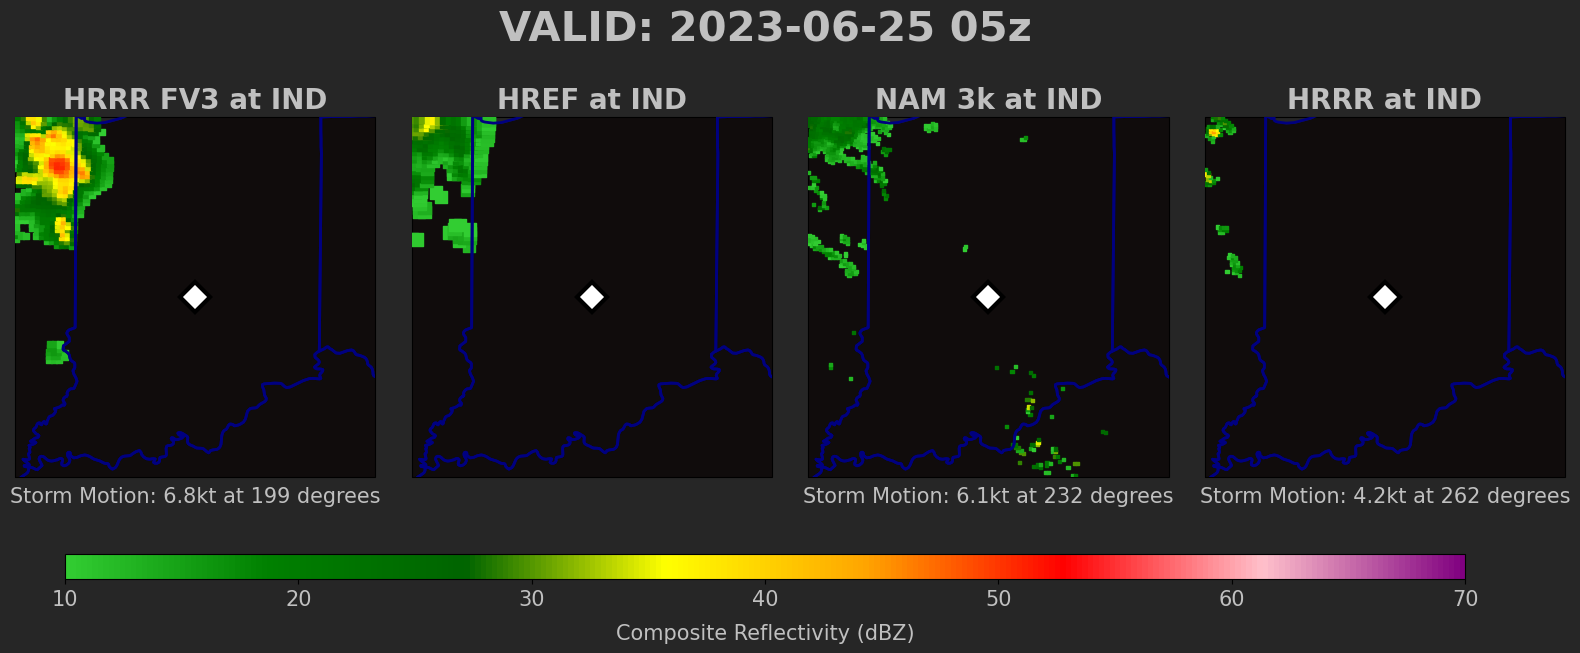 VALID: 2023-06-25 05z
HRRR FV3 at IND
HREF at IND
NAM 3k at IND
HRRR at IND
Storm Motion: 6.8kt at 199 degrees
Storm Motion: 6.1kt at 232 degrees
Storm Motion: 4.2kt at 262 degrees
10 20 30 40 50 60 70
Composite Reflectivity (dBZ)